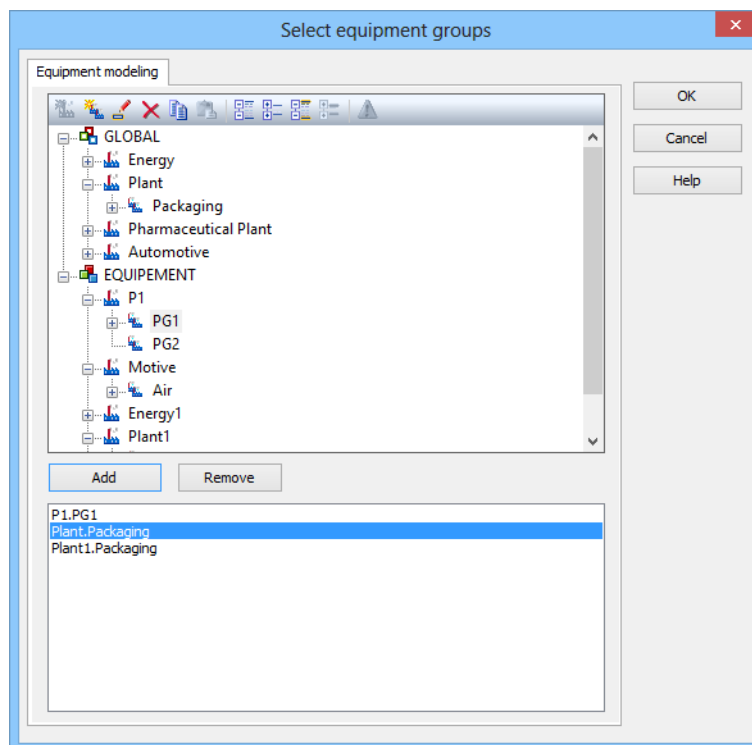 Select equipment groups
Equipment modeling
OK
Cancel
Help
GLOBAL
Energy
Plant
Packaging
Pharmaceutical Plant
Automotive
EQUIPEMENT
P1
PG1
PG2
Motive
Air
Energy1
Plant1
Add
Remove
P1.PG1
Plant.Packaging
Plant1.Packaging